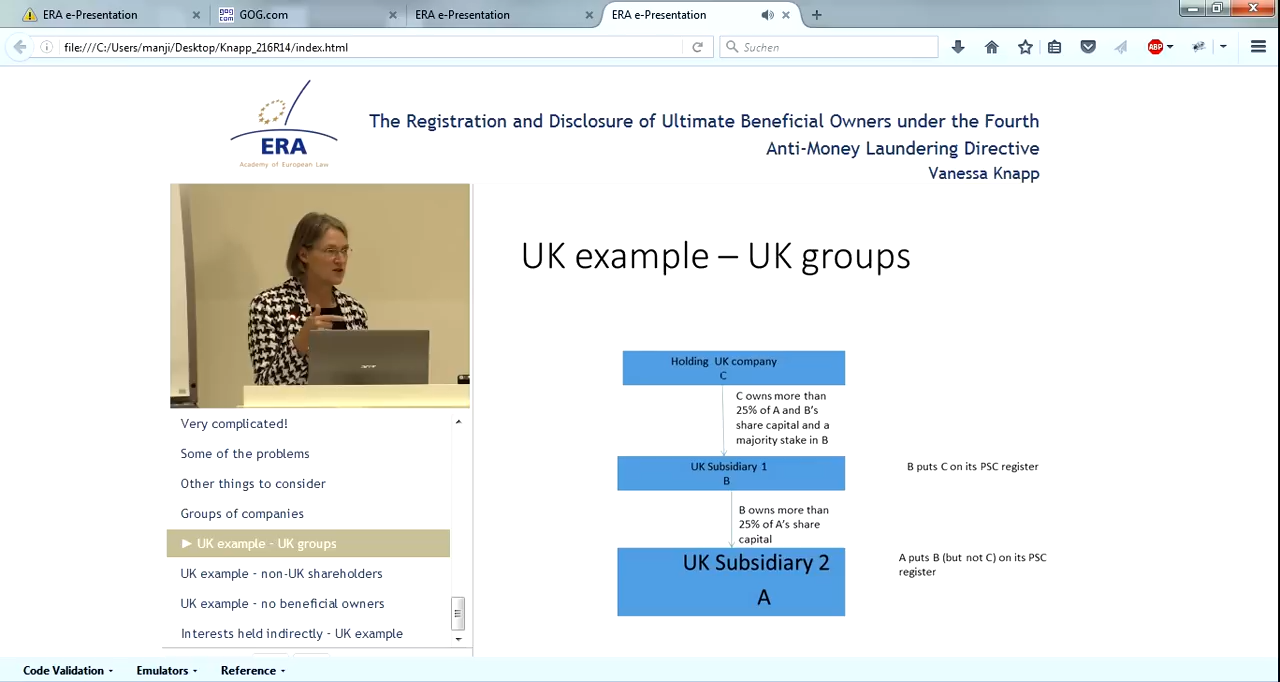 ERA e-Presentation
GOG.com
ERA e-Presentation
ERA e-Presentation
gog
com
file:///C:/Users/manji/Desktop/Knapp_216R14/index.html
Suchen
ABP
ERA
Academy of European Law
The Registration and Disclosure of Ultimate Beneficial Owners under the Fourth
Anti-Money Laundering Directive
Vanessa Knapp
acer
Very complicated!
Some of the problems
Other things to consider
Groups of companies
► UK example - UK groups
UK example - non-UK shareholders
UK example - no beneficial owners
Interests held indirectly - UK example
UK example – UK groups
Holding UK company
C
C owns more than
25% of A and B's
share capital and a
majority stake in B
UK Subsidiary 1
B
B puts C on its PSC register
B owns more than
25% of A's share
capital
UK Subsidiary 2
A
A puts B (but not C) on its PSC
register
Code Validation
Emulators
Reference